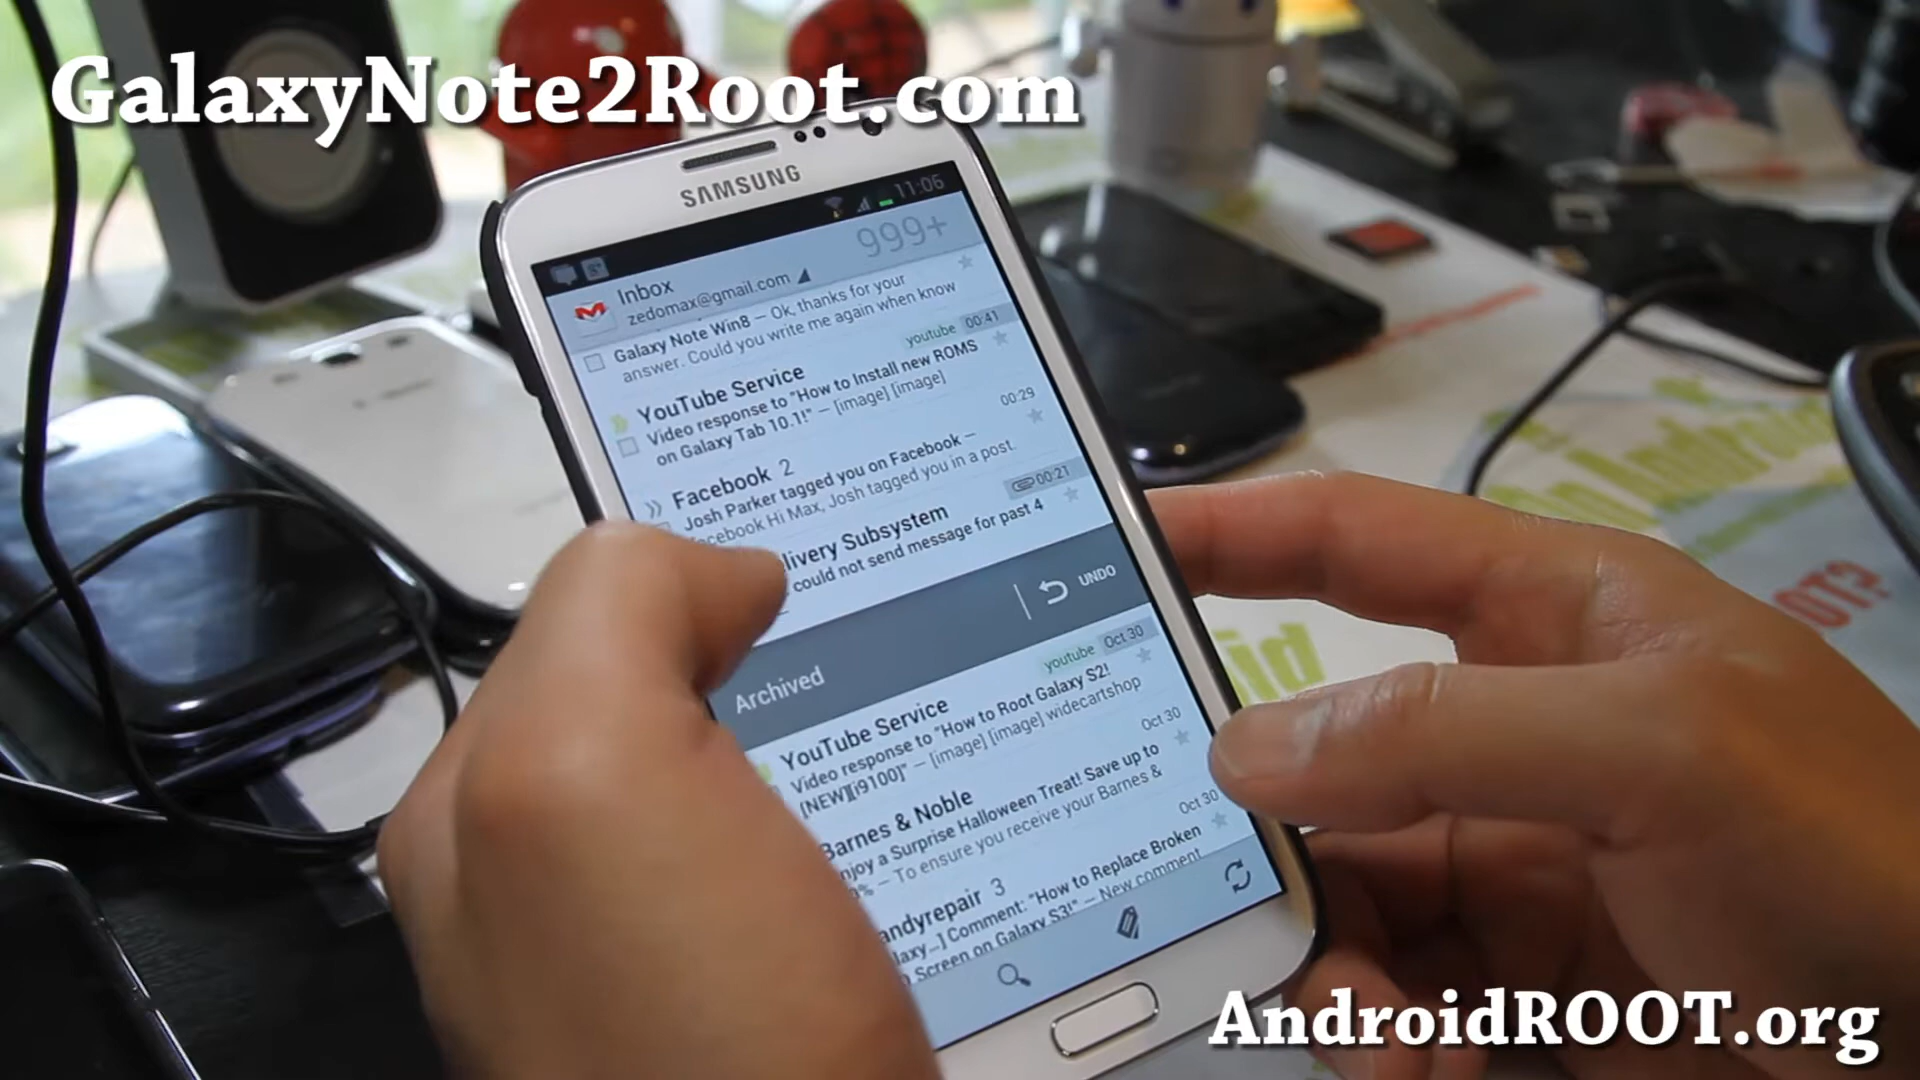 GalaxyNote2Root.com
SAMSUNG
11:06
Inbox
999+
zedomax@gmail.com
Galaxy Note Win8 – Ok, thanks for your
answer. Could you write me again when know
youtube 00:41
YouTube Service
Video response to "How to Install new ROMS
on Galaxy Tab 10.1!" – [image] [image]
00:29
Facebook 2
Josh Parker tagged you on Facebook –
facebook Hi Max, Josh tagged you in a post.
00:21
livery Subsystem
could not send message for past 4
UNDO
Archived
youtube Oct 30
YouTube Service
Video response to "How to Root Galaxy S2!
[NEW][i9100]" – [image] [image] widecartshop
Oct 30
Barnes & Noble
njoy a Surprise Halloween Treat! Save up to
% – To ensure you receive your Barnes &
Oct 30
andyrepair 3
laxy...] Comment: "How to Replace Broken
Screen on Galaxy S3!" – New comment
OT?
id
AndroidROOT.org